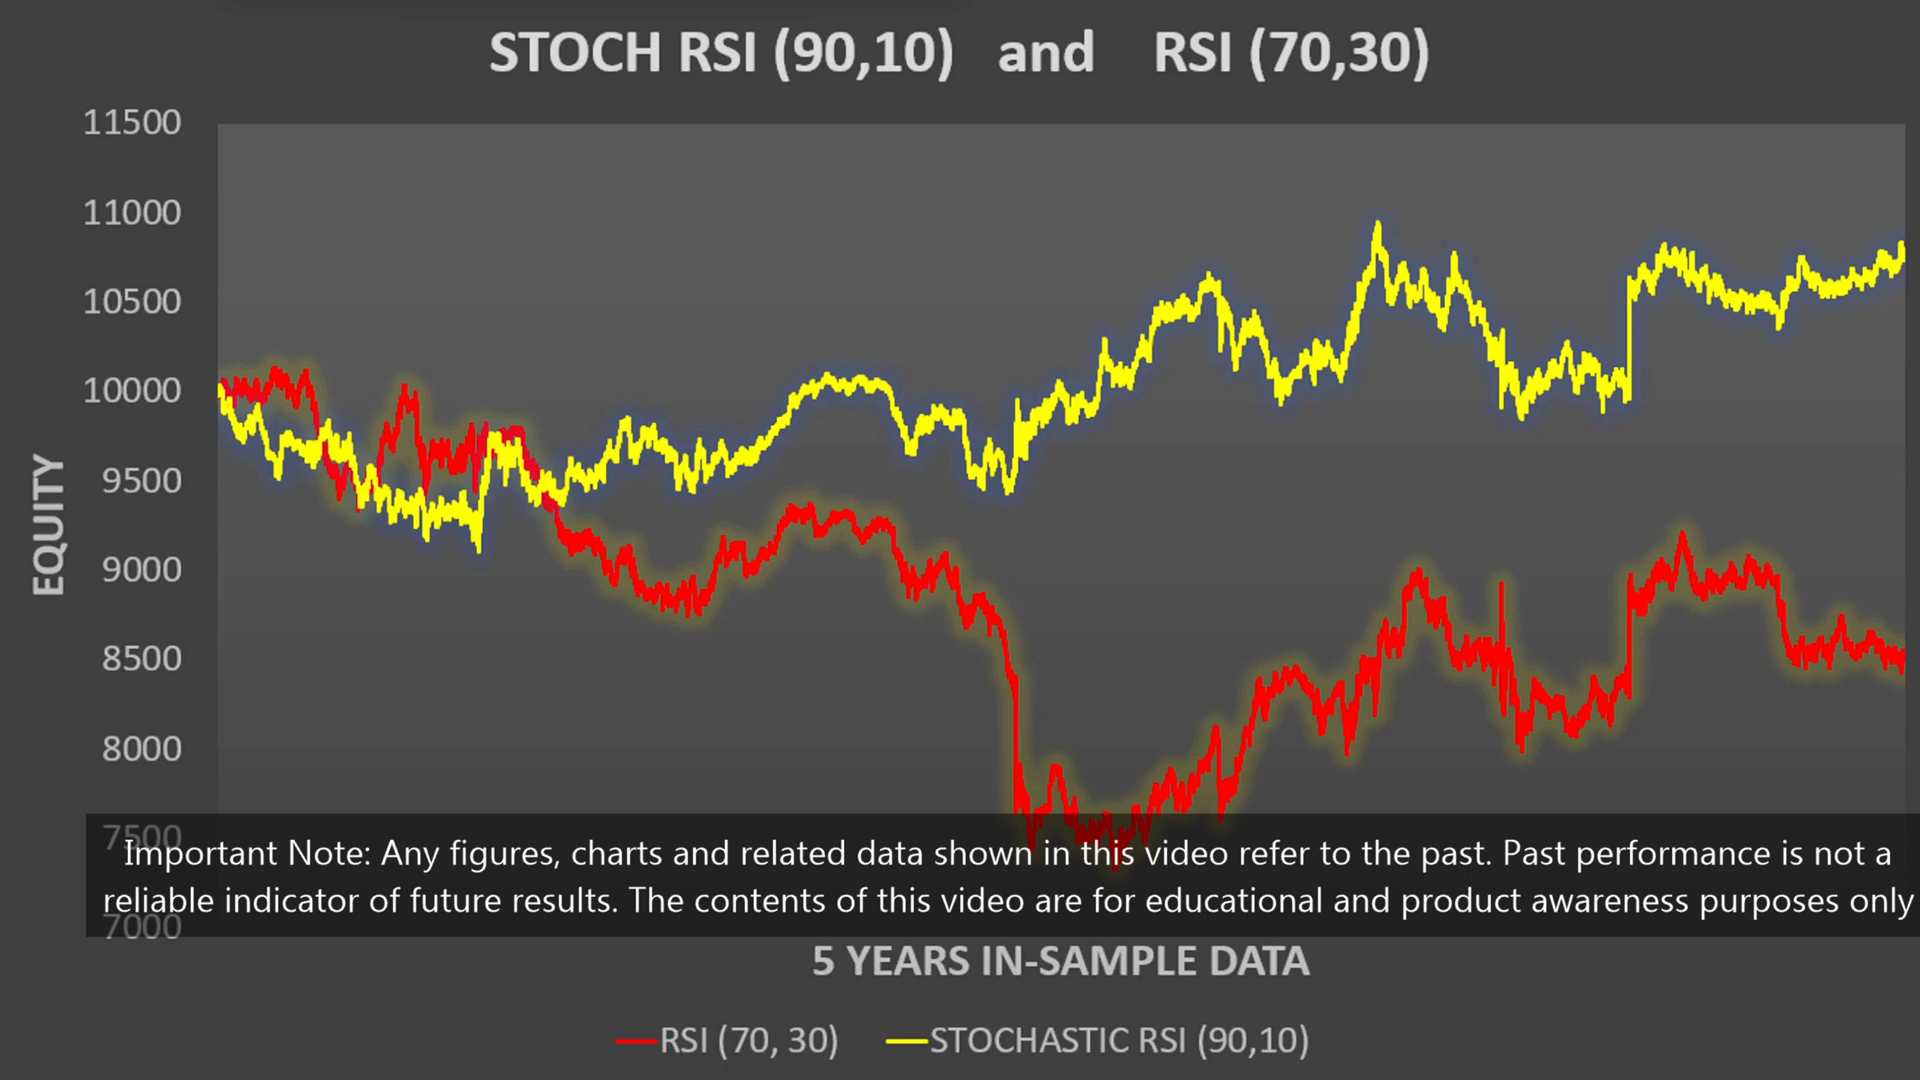 STOCH RSI (90,10) and RSI (70,30)
11500
11000
10500
10000
9500
9000
8500
8000
7500
7000
EQUITY
Important Note: Any figures, charts and related data shown in this video refer to the past. Past performance is not a
reliable indicator of future results. The contents of this video are for educational and product awareness purposes only
5 YEARS IN-SAMPLE DATA
RSI (70, 30) STOCHASTIC RSI (90,10)